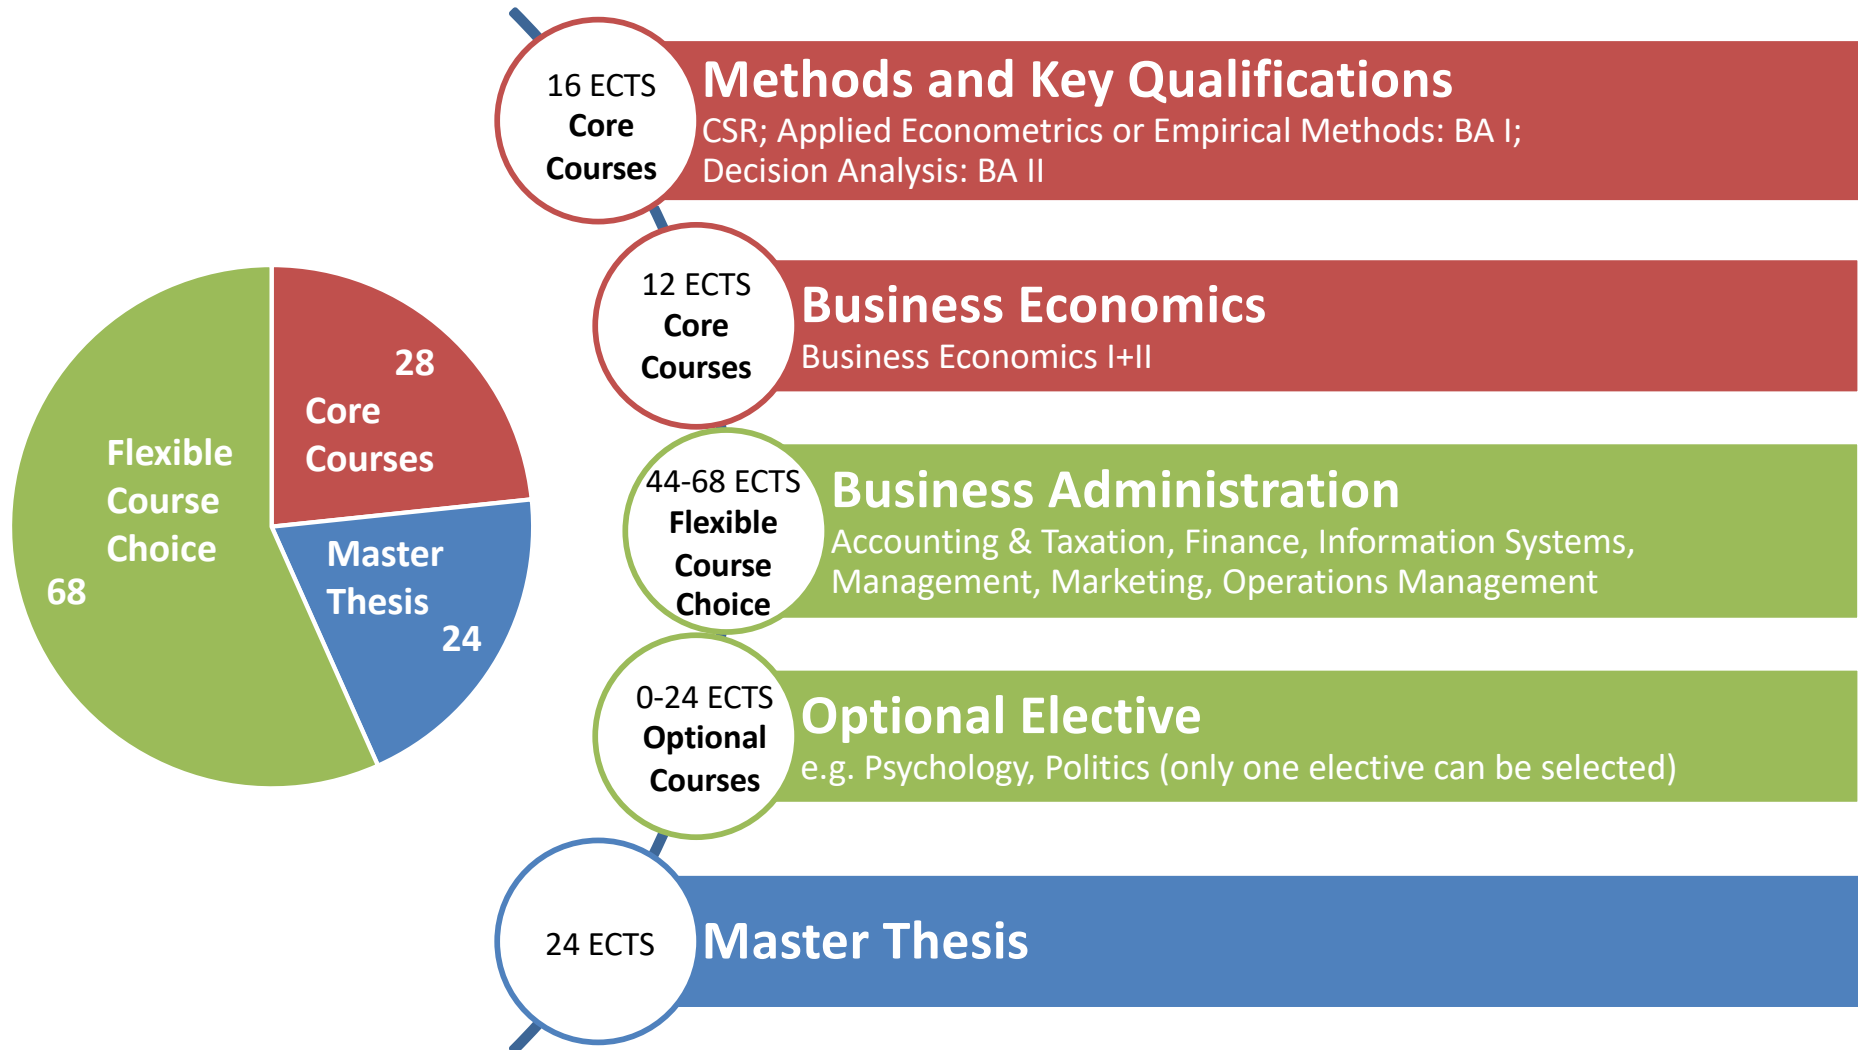 28
Core
Courses
Flexible
Course
Choice
68
Master
Thesis
24
16 ECTS
Core
Courses
Methods and Key Qualifications
CSR; Applied Econometrics or Empirical Methods: BA I;
Decision Analysis: BA II
12 ECTS
Core
Courses
Business Economics
Business Economics I+II
44-68 ECTS
Flexible
Course
Choice
Business Administration
Accounting & Taxation, Finance, Information Systems,
Management, Marketing, Operations Management
0-24 ECTS
Optional
Courses
Optional Elective
e.g. Psychology, Politics (only one elective can be selected)
24 ECTS
Master Thesis